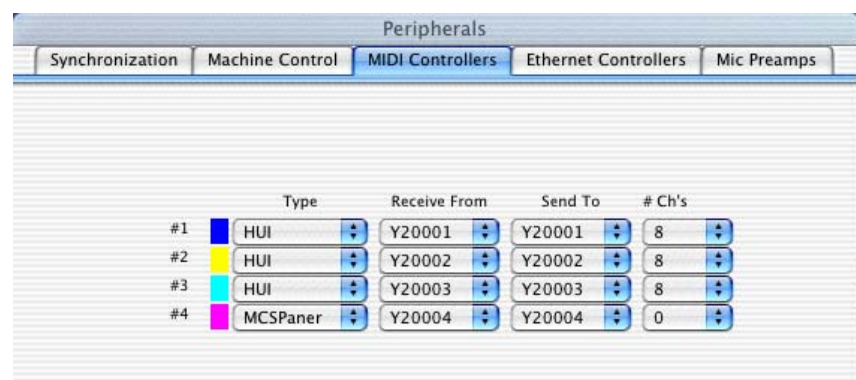 Peripherals
Synchronization Machine Control MIDI Controllers Ethernet Controllers Mic Preamps
Type Receive From Send To # Ch's
#1 HUI Y20001 Y20001 8
#2 HUI Y20002 Y20002 8
#3 HUI Y20003 Y20003 8
#4 MCSPaner Y20004 Y20004 0